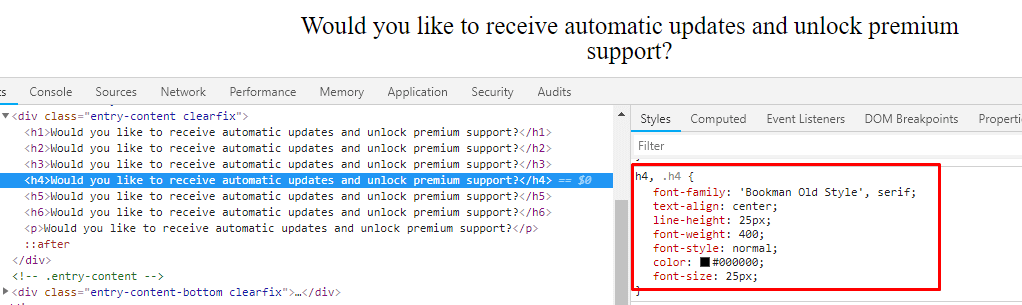 Would you like to receive automatic updates and unlock premium
support?
ts Console Sources Network Performance Memory Application Security Audits
▼<div class="entry-content clearfix">
<h1>Would you like to receive automatic updates and unlock premium support?</h1>
<h2>Would you like to receive automatic updates and unlock premium support?</h2>
<h3>Would you like to receive automatic updates and unlock premium support?</h3>
<h4>Would you like to receive automatic updates and unlock premium support?</h4> == $0
<h5>Would you like to receive automatic updates and unlock premium support?</h5>
<h6>Would you like to receive automatic updates and unlock premium support?</h6>
<p>Would you like to receive automatic updates and unlock premium support?</p>
::after
</div>
<!-- .entry-content -->
▶<div class="entry-content-bottom clearfix">…</div>
Styles Computed Event Listeners DOM Breakpoints Properti
Filter
}
h4, .h4 {
font-family: 'Bookman Old Style', serif;
text-align: center;
line-height: 25px;
font-weight: 400;
font-style: normal;
color: #000000;
font-size: 25px;
}